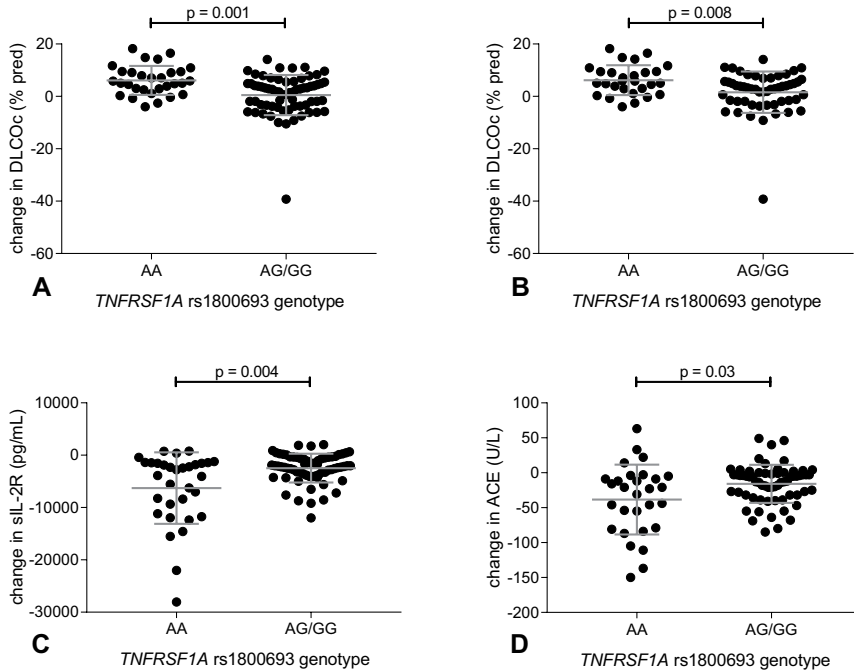 p = 0.001
20
0
-20
-40
-60
change in DLCOc (% pred)
AA
AG/GG
A
TNFRSF1A rs1800693 genotype
p = 0.008
20
0
-20
-40
-60
change in DLCOc (% pred)
AA
AG/GG
B
TNFRSF1A rs1800693 genotype
p = 0.004
10000
0
-10000
-20000
-30000
change in sIL-2R (pg/mL)
AA
AG/GG
C
TNFRSF1A rs1800693 genotype
p = 0.03
100
50
0
-50
-100
-150
-200
change in ACE (U/L)
AA
AG/GG
D
TNFRSF1A rs1800693 genotype